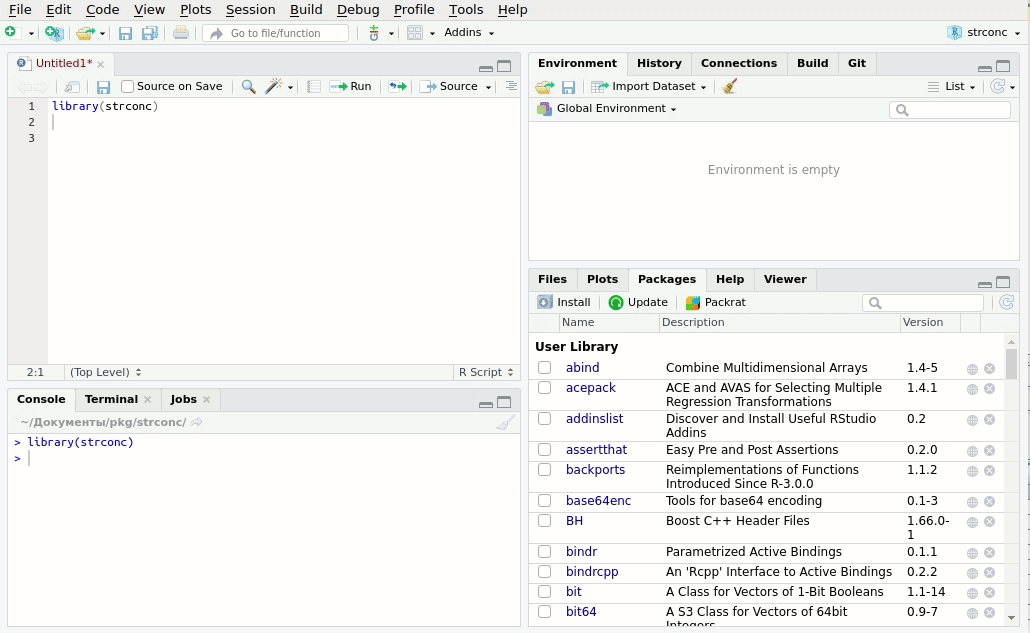 File Edit Code View Plots Session Build Debug Profile Tools Help
Go to file/function Addins strconc
Untitled1*
Source on Save Run Source
1 library(strconc)
2
3
2:1 (Top Level) R Script
Console Terminal Jobs
~/Документы/pkg/strconc/
> library(strconc)
>
Environment History Connections Build Git
Import Dataset List
Global Environment
Environment is empty
Files Plots Packages Help Viewer
Install Update Packrat
Name Description Version
User Library
abind Combine Multidimensional Arrays 1.4-5
acepack ACE and AVAS for Selecting Multiple 1.4.1
Regression Transformations
addinslist Discover and Install Useful RStudio 0.2
Addins
assertthat Easy Pre and Post Assertions 0.2.0
backports Reimplementations of Functions 1.1.2
Introduced Since R-3.0.0
base64enc Tools for base64 encoding 0.1-3
BH Boost C++ Header Files 1.66.0-
1
bindr Parametrized Active Bindings 0.1.1
bindrcpp An 'Rcpp' Interface to Active Bindings 0.2.2
bit A Class for Vectors of 1-Bit Booleans 1.1-14
bit64 A S3 Class for Vectors of 64bit 0.9-7
Integers